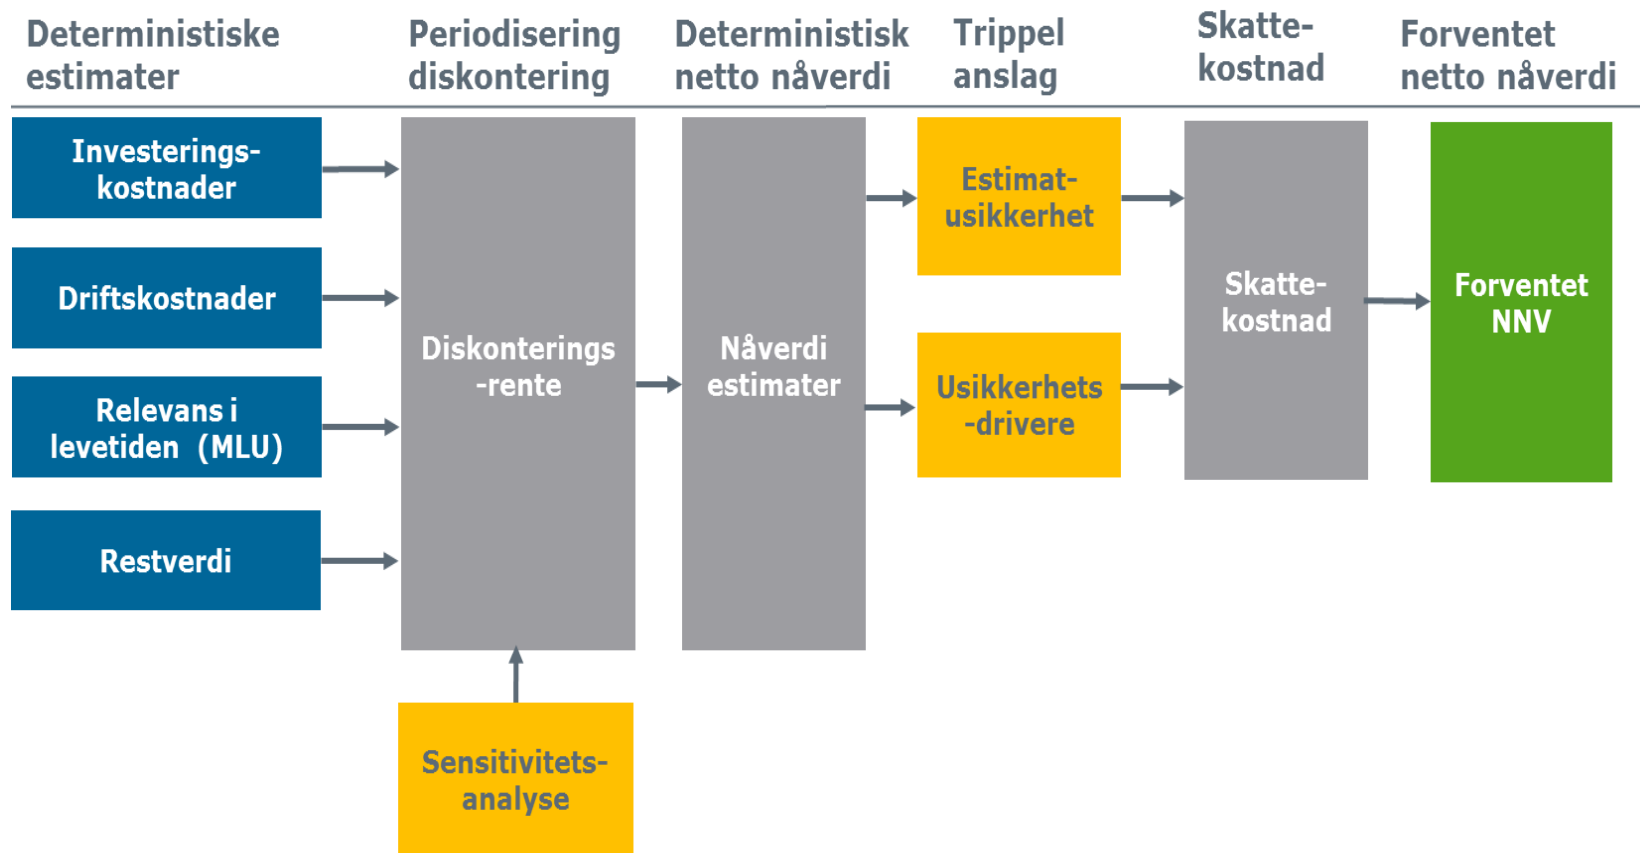 Deterministiske
estimater
Periodisering
diskontering
Deterministisk
netto nåverdi
Trippel
anslag
Skatte-
kostnad
Forventet
netto nåverdi
Investerings-
kostnader
Driftskostnader
Relevans i
levetiden (MLU)
Restverdi
Diskonterings
-rente
Sensitivitets-
analyse
Nåverdi
estimater
Estimat-
usikkerhet
Usikkerhets
-drivere
Skatte-
kostnad
Forventet
NNV